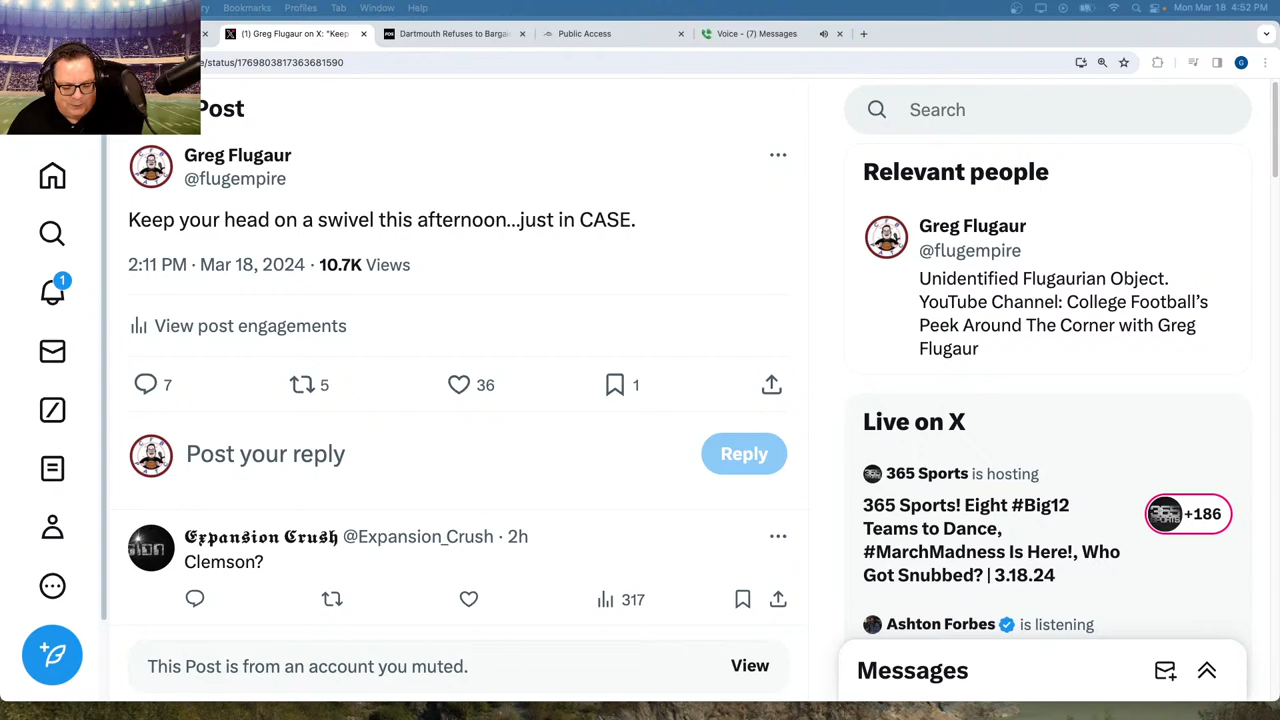 Bookmarks Profiles Tab Window Help
Mon Mar 18 4:52 PM
(1) Greg Flugaur on X: "Keep
Dartmouth Refuses to Bargai
Public Access
Voice - (7) Messages
e/status/1769803817363681590
Post
Search
Greg Flugaur
@flugempire
Keep your head on a swivel this afternoon...just in CASE.
2:11 PM · Mar 18, 2024 · 10.7K Views
View post engagements
7
5
36
1
Post your reply
Reply
Expansion Crush @Expansion_Crush · 2h
Clemson?
317
This Post is from an account you muted.
View
Relevant people
Greg Flugaur
@flugempire
Unidentified Flugaurian Object.
YouTube Channel: College Football's
Peek Around The Corner with Greg
Flugaur
Live on X
365 Sports is hosting
365 Sports! Eight #Big12
Teams to Dance,
#MarchMadness Is Here!, Who
Got Snubbed? | 3.18.24
+186
Ashton Forbes is listening
Messages